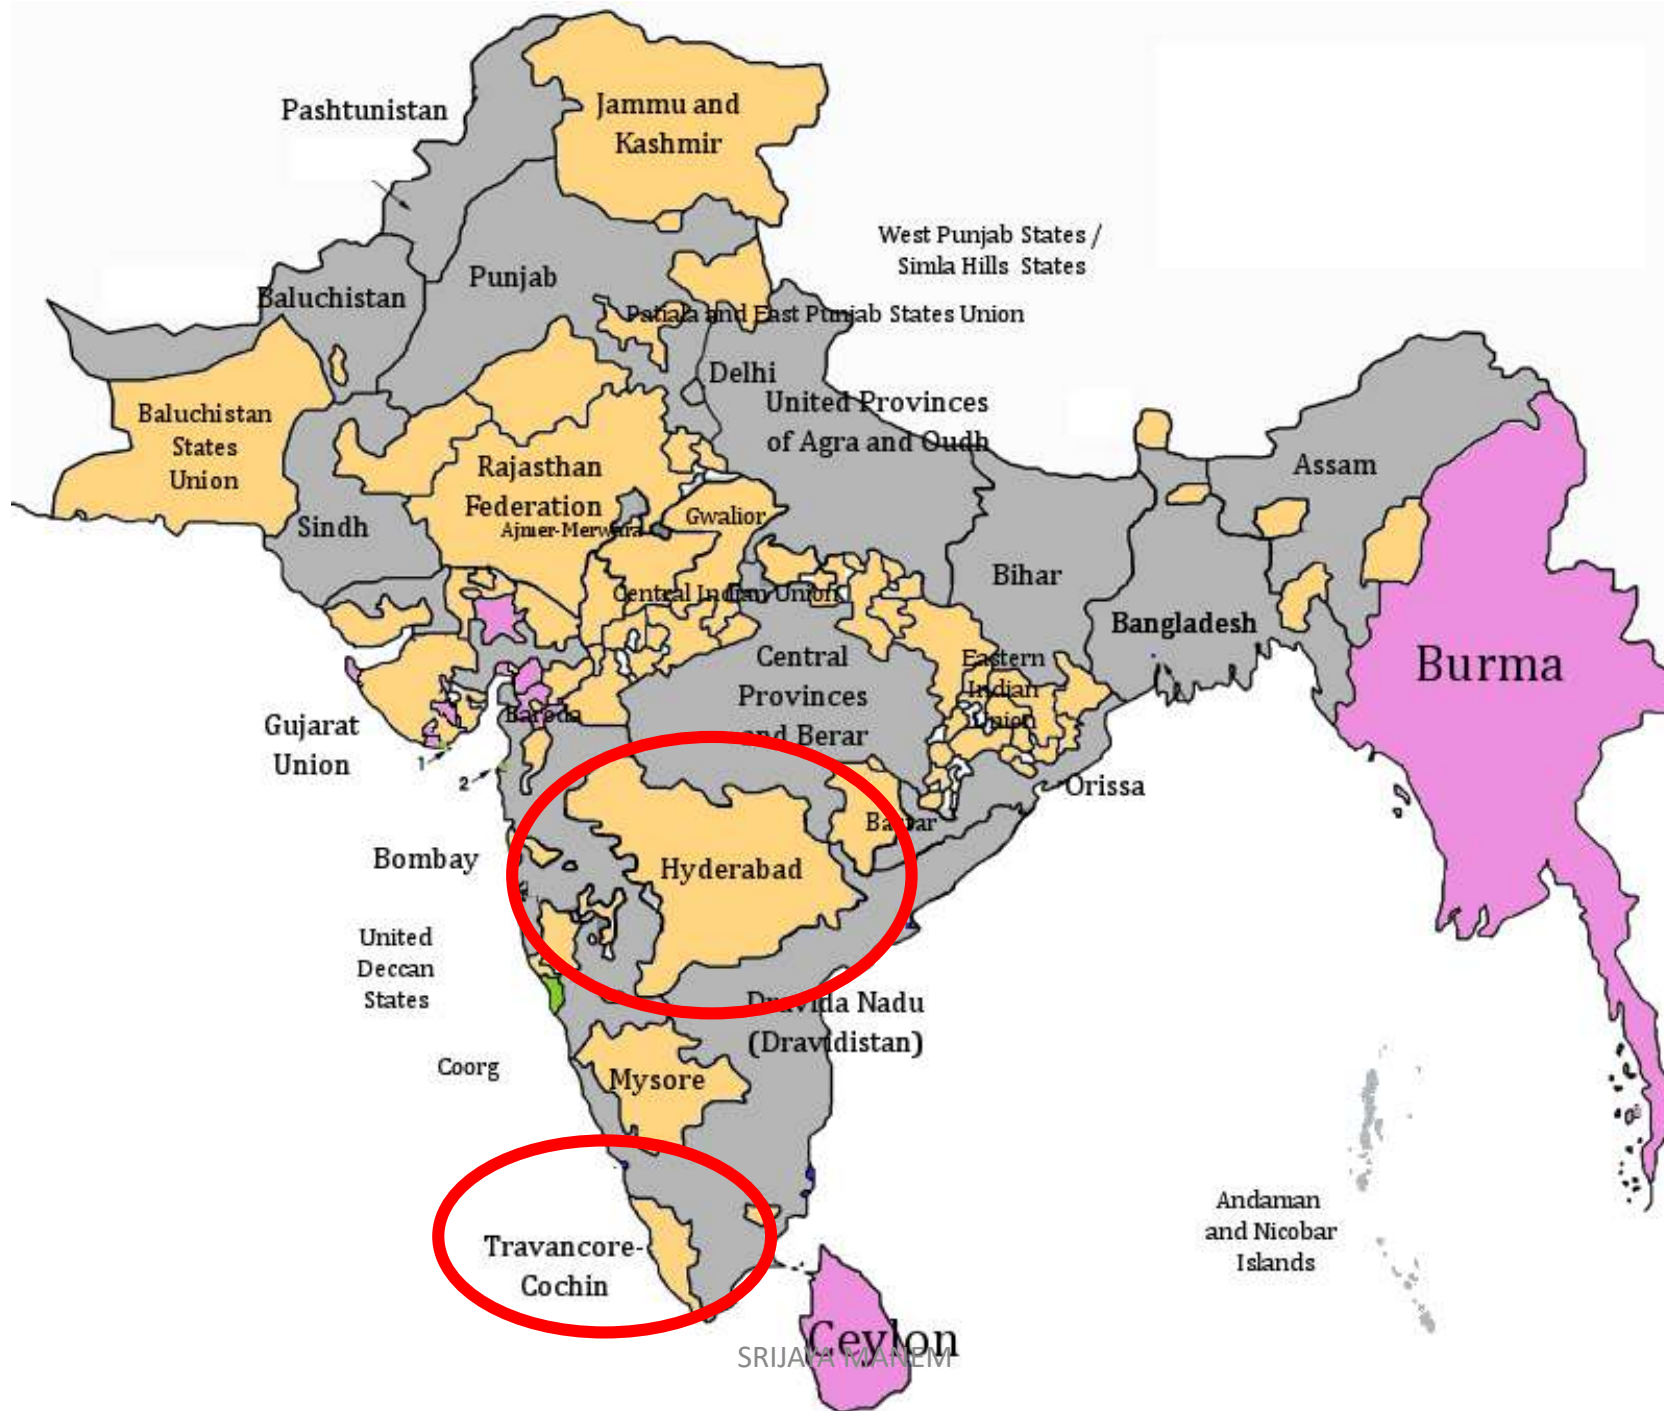 Jammu and
Kashmir
Pashtunistan
West Punjab States /
Simla Hills States
Punjab
Baluchistan
Patiala and East Punjab States Union
Delhi
United Provinces
of Agra and Oudh
Baluchistan
States
Union
Rajasthan
Federation
Ajmer-Merwara
Gwalior
Assam
Sindh
Bihar
Central Indian Union
Bangladesh
Burma
Central
Provinces
and Berar
Eastern
Indian
Union
Baroda
Gujarat
Union
1
2
Orissa
Bastar
Bombay
Hyderabad
United
Deccan
States
Dravida Nadu
(Dravidistan)
Coorg
Mysore
Andaman
and Nicobar
Islands
Travancore-
Cochin
Ceylon
SRIJAYA MANEM